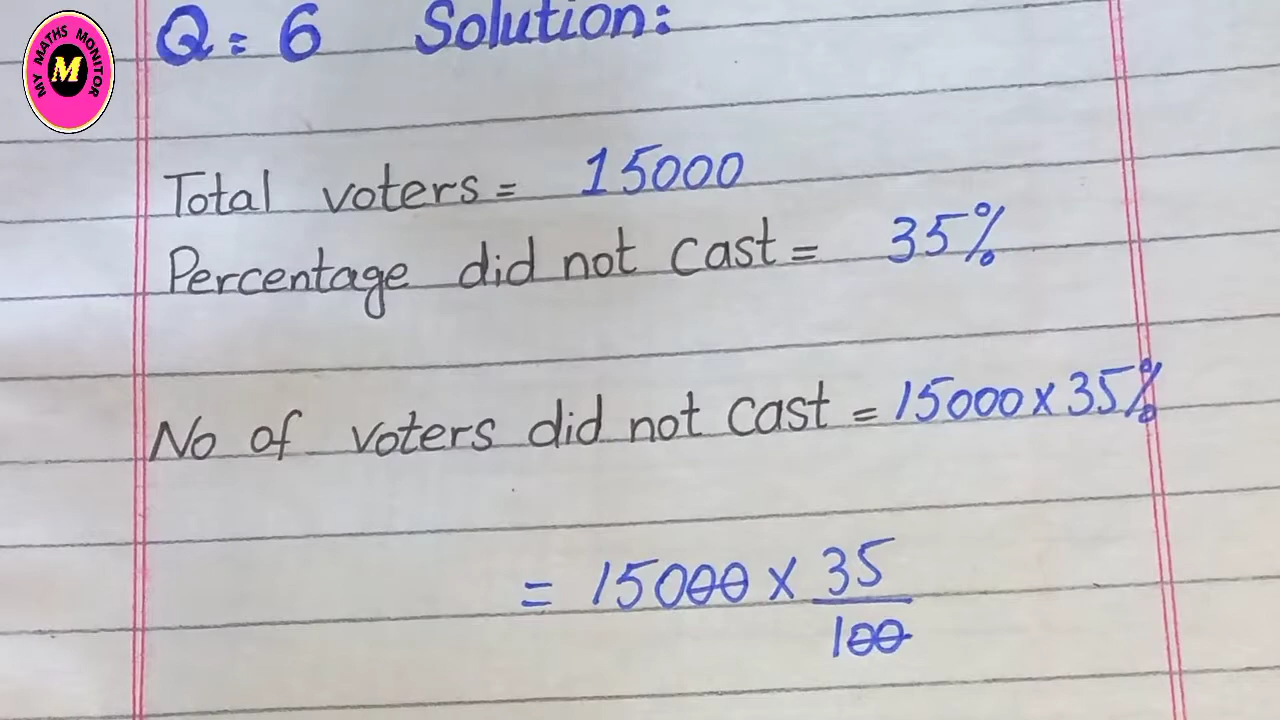 MY MATHS MONITOR
M
Q = 6 Solution:
Total voters = 15000
Percentage did not cast = 35%
No of voters did not cast = 15000 × 35%
= 15000 × 35
100